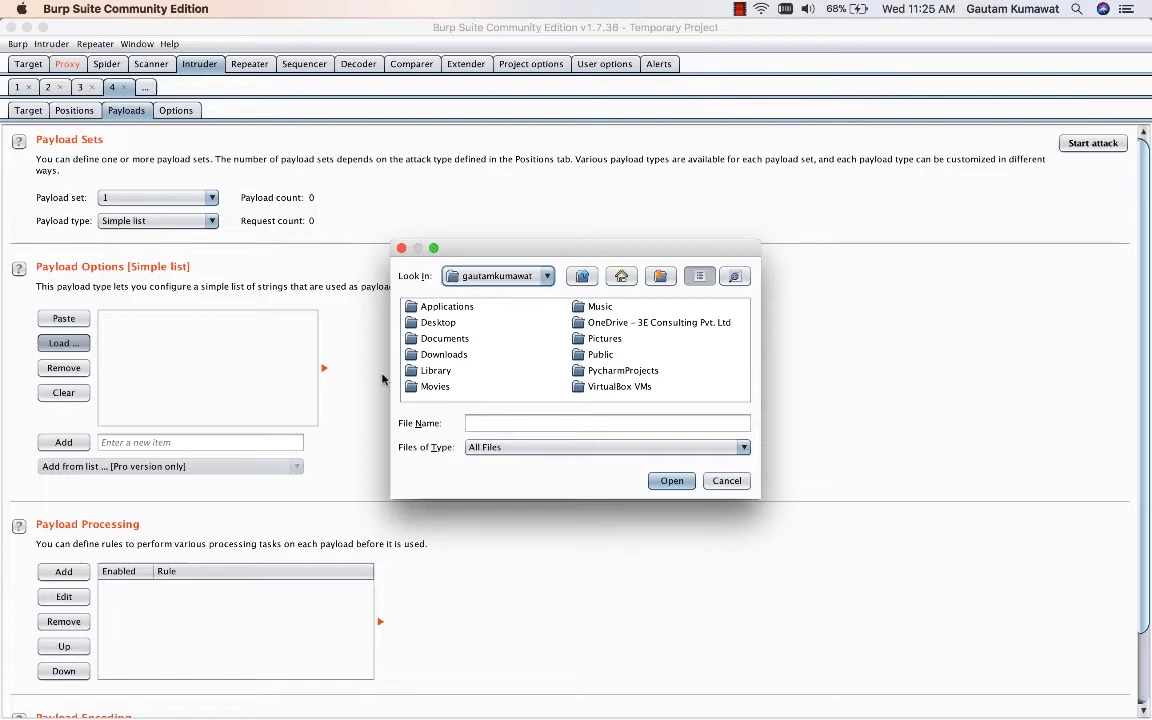 Burp Suite Community Edition 68% Wed 11:25 AM Gautam Kumawat
Burp Suite Community Edition v1.7.36 - Temporary Project
Burp Intruder Repeater Window Help
Target Proxy Spider Scanner Intruder Repeater Sequencer Decoder Comparer Extender Project options User options Alerts
1 × 2 × 3 × 4 × ...
Target Positions Payloads Options
? Payload Sets Start attack
You can define one or more payload sets. The number of payload sets depends on the attack type defined in the Positions tab. Various payload types are available for each payload set, and each payload type can be customized in different
ways.
Payload set: 1 Payload count: 0
Payload type: Simple list Request count: 0
? Payload Options [Simple list]
This payload type lets you configure a simple list of strings that are used as
Paste
Load ...
Remove
Clear
Add Enter a new item
Add from list ... [Pro version only]
Look In: gautamkumawat
Applications Music
Desktop OneDrive - 3E Consulting Pvt. Ltd
Documents Pictures
Downloads Public
Library PycharmProjects
Movies VirtualBox VMs
File Name:
Files of Type: All Files
Open Cancel
? Payload Processing
You can define rules to perform various processing tasks on each payload before it is used.
Add Enabled Rule
Edit
Remove
Up
Down
? Payload Encoding